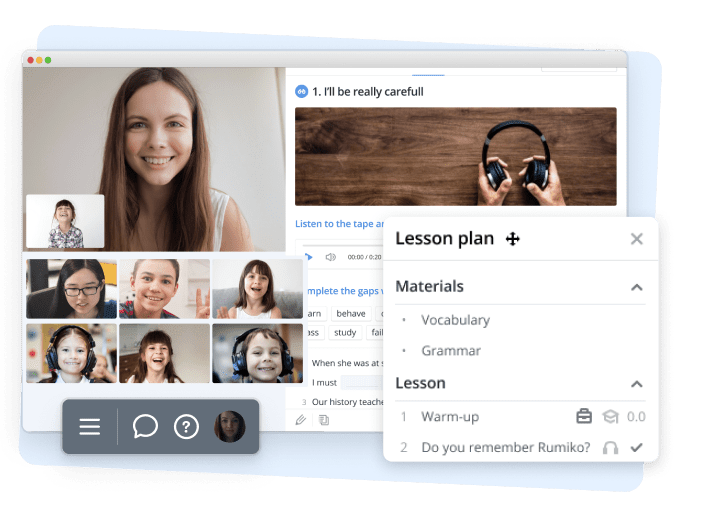 1. I'll be really carefull
Listen to the tape an
00:00 / 0:20
mplete the gaps
arn behave
ass study fail
When she was at s
I must
3 Our history teache
Lesson plan
Materials
• Vocabulary
• Grammar
Lesson
1 Warm-up 0.0
2 Do you remember Rumiko?